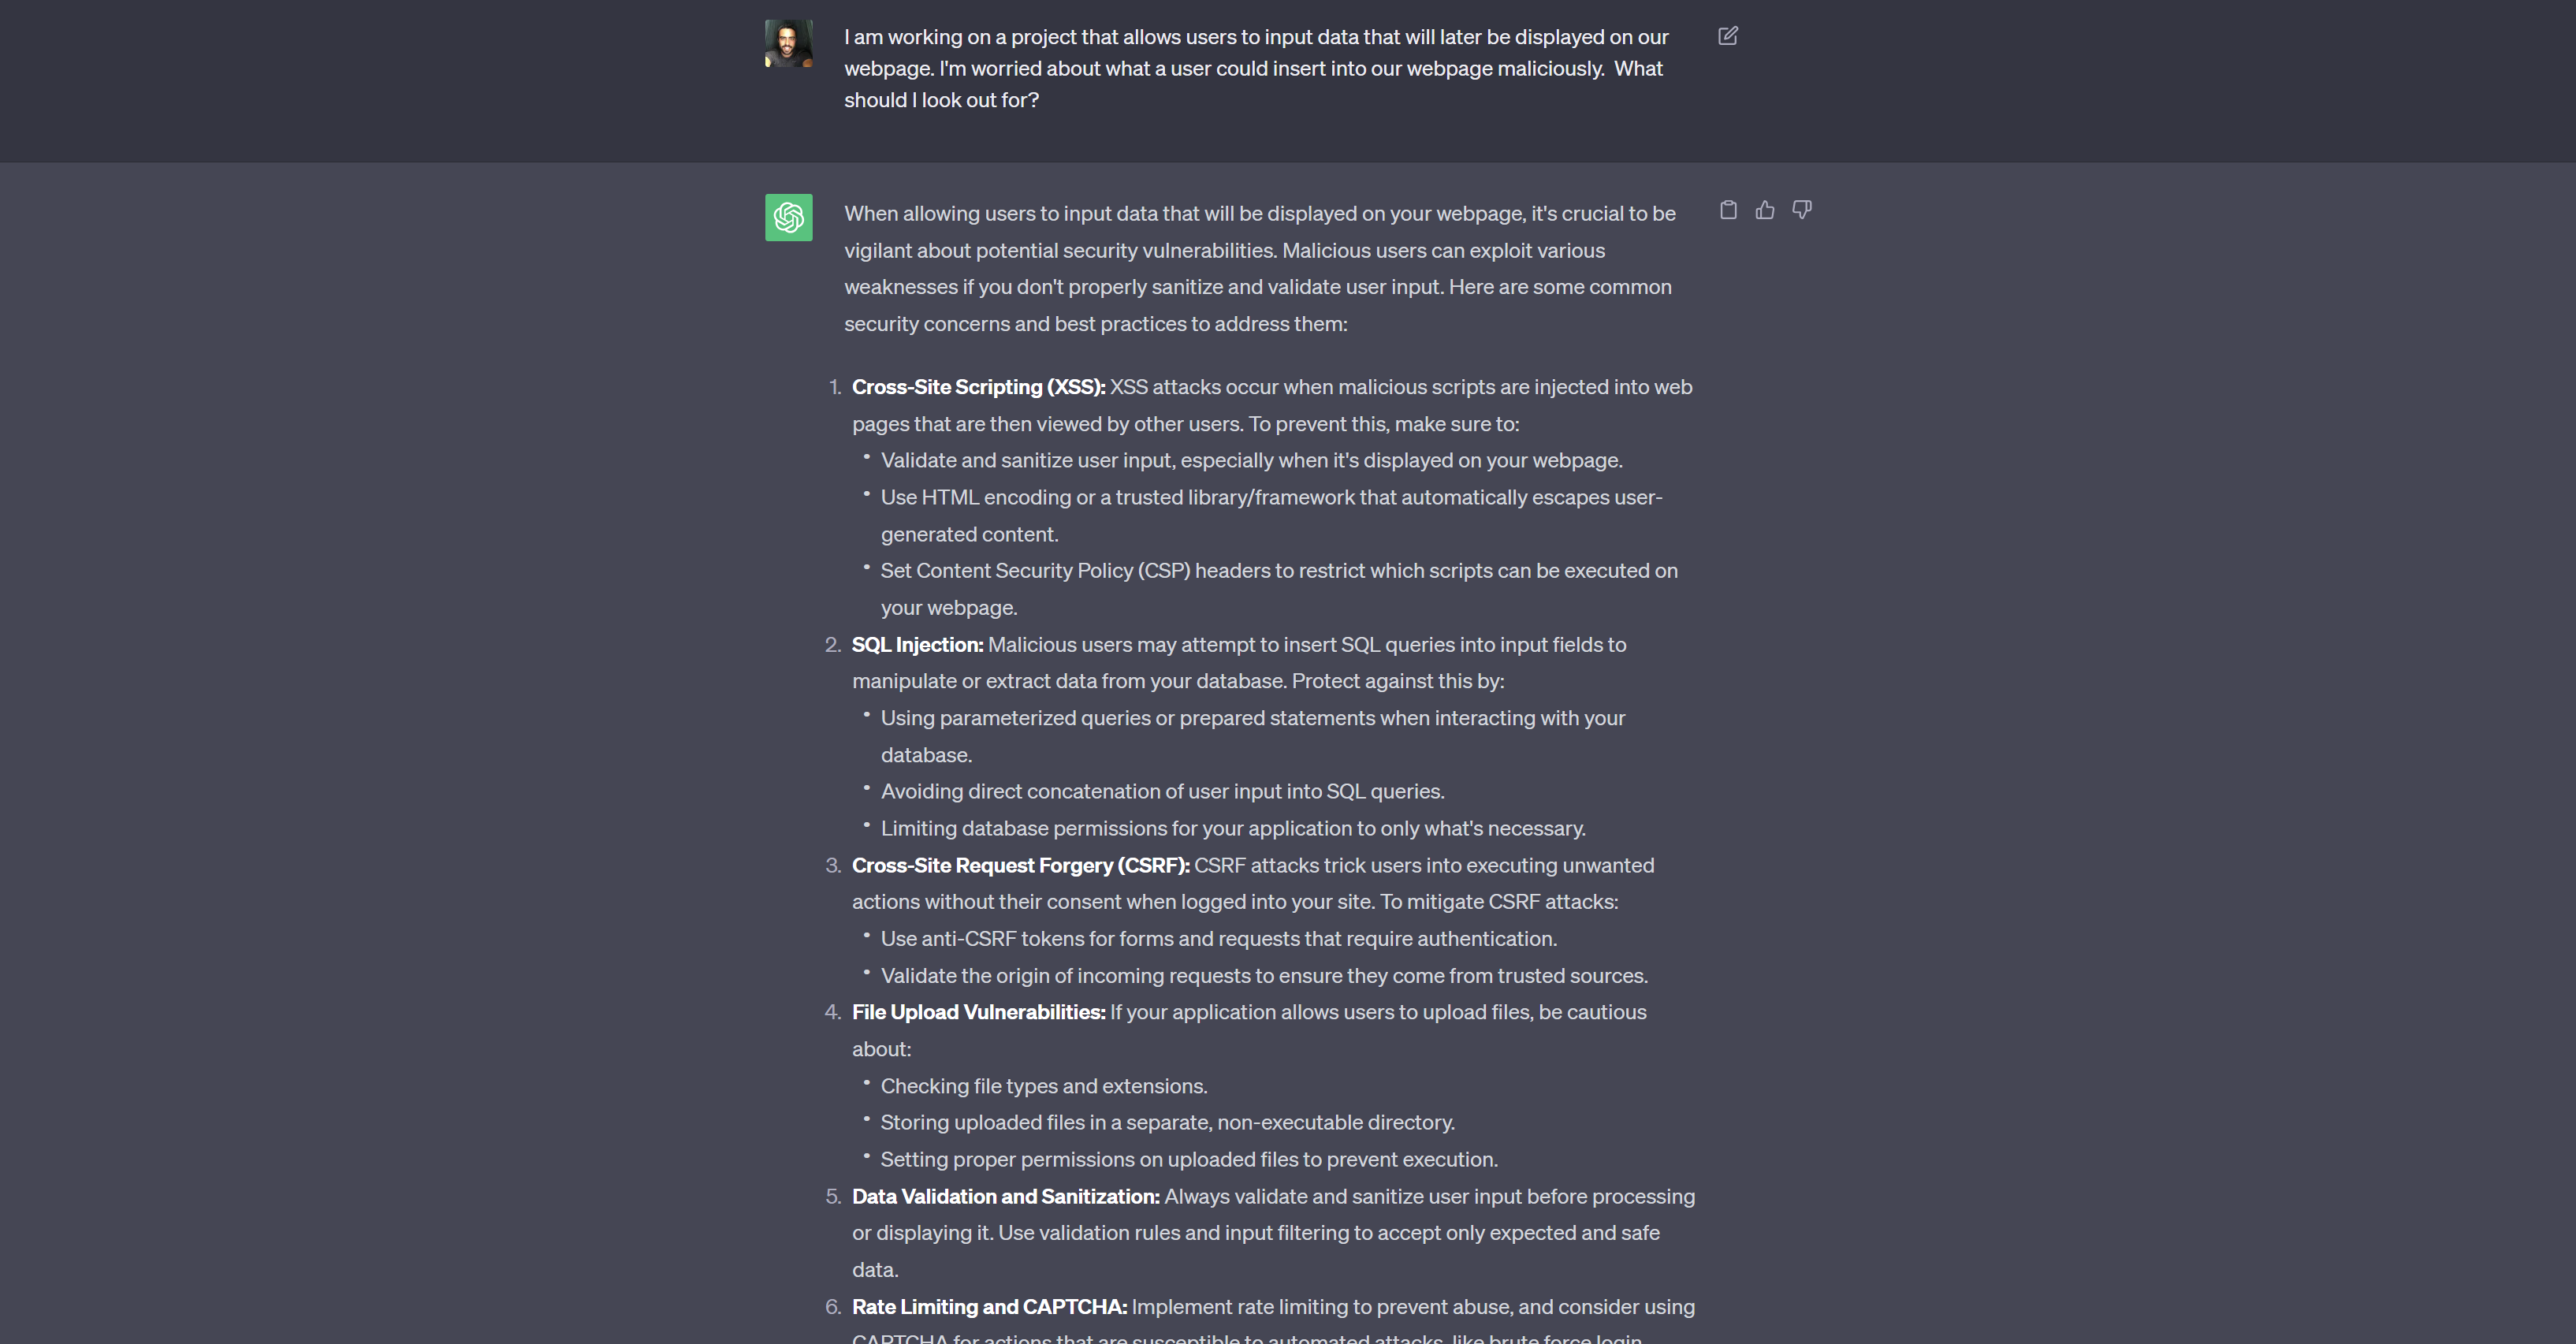 I am working on a project that allows users to input data that will later be displayed on our
webpage. I'm worried about what a user could insert into our webpage maliciously.  What
should I look out for?
When allowing users to input data that will be displayed on your webpage, it's crucial to be
vigilant about potential security vulnerabilities. Malicious users can exploit various
weaknesses if you don't properly sanitize and validate user input. Here are some common
security concerns and best practices to address them:
1. Cross-Site Scripting (XSS): XSS attacks occur when malicious scripts are injected into web
pages that are then viewed by other users. To prevent this, make sure to:
• Validate and sanitize user input, especially when it's displayed on your webpage.
• Use HTML encoding or a trusted library/framework that automatically escapes user-
generated content.
• Set Content Security Policy (CSP) headers to restrict which scripts can be executed on
your webpage.
2. SQL Injection: Malicious users may attempt to insert SQL queries into input fields to
manipulate or extract data from your database. Protect against this by:
• Using parameterized queries or prepared statements when interacting with your
database.
• Avoiding direct concatenation of user input into SQL queries.
• Limiting database permissions for your application to only what's necessary.
3. Cross-Site Request Forgery (CSRF): CSRF attacks trick users into executing unwanted
actions without their consent when logged into your site. To mitigate CSRF attacks:
• Use anti-CSRF tokens for forms and requests that require authentication.
• Validate the origin of incoming requests to ensure they come from trusted sources.
4. File Upload Vulnerabilities: If your application allows users to upload files, be cautious
about:
• Checking file types and extensions.
• Storing uploaded files in a separate, non-executable directory.
• Setting proper permissions on uploaded files to prevent execution.
5. Data Validation and Sanitization: Always validate and sanitize user input before processing
or displaying it. Use validation rules and input filtering to accept only expected and safe
data.
6. Rate Limiting and CAPTCHA: Implement rate limiting to prevent abuse, and consider using
CAPTCHA for actions that are susceptible to automated attacks, like brute force login